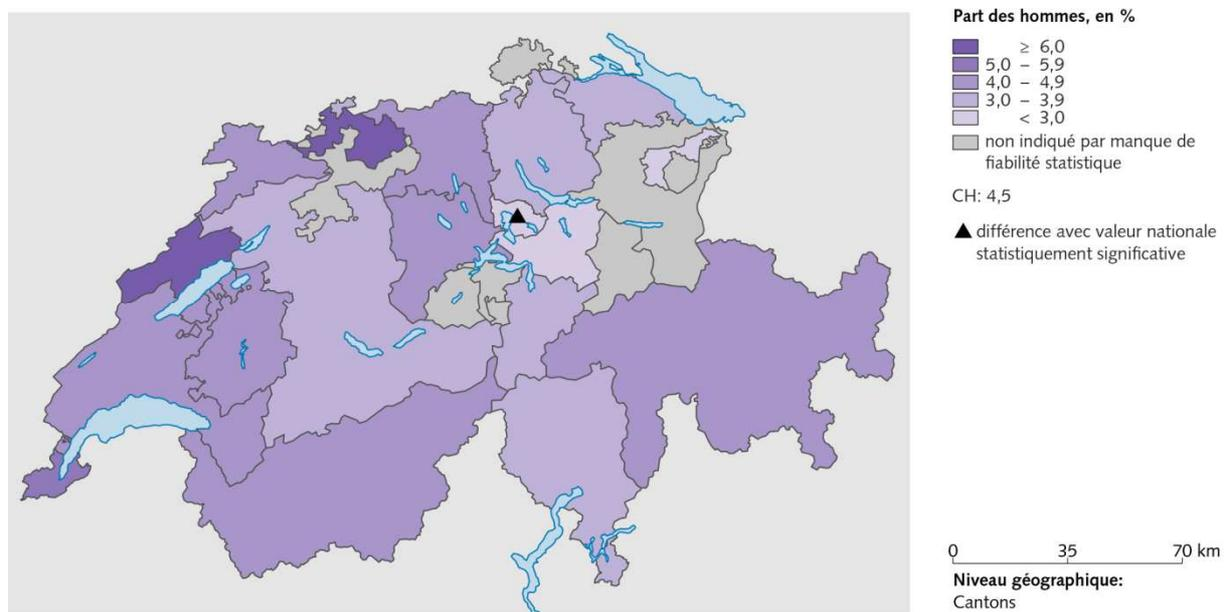 Part des hommes, en %
≥ 6,0
5,0 – 5,9
4,0 – 4,9
3,0 – 3,9
< 3,0
non indiqué par manque de
fiabilité statistique
CH: 4,5
différence avec valeur nationale
statistiquement significative
0 35 70 km
Niveau géographique:
Cantons